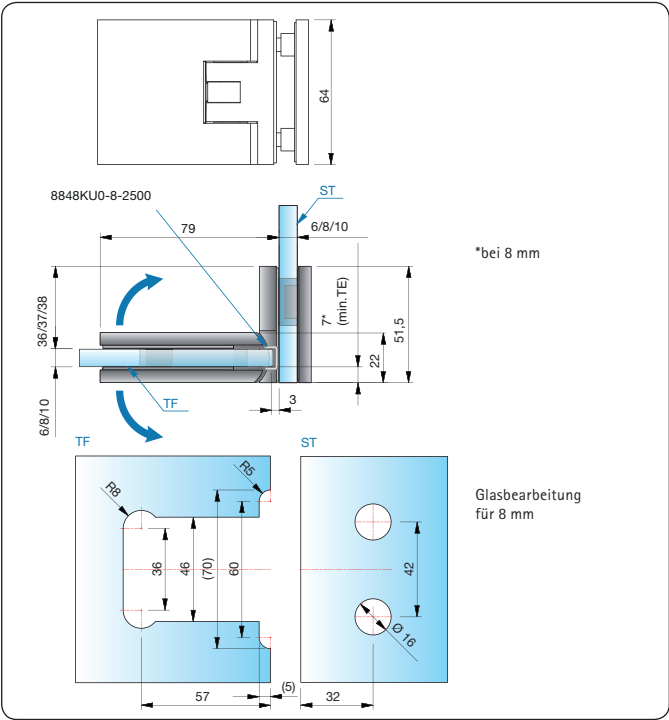 64
8848KU0-8-2500
ST
79
6/8/10
*bei 8 mm
36/37/38
7*
(min.TE)
51,5
22
6/8/10
TF
3
TF
ST
R8
R5
Glasbearbeitung
für 8 mm
36
46
(70)
60
42
Ø 16
(5)
57
32